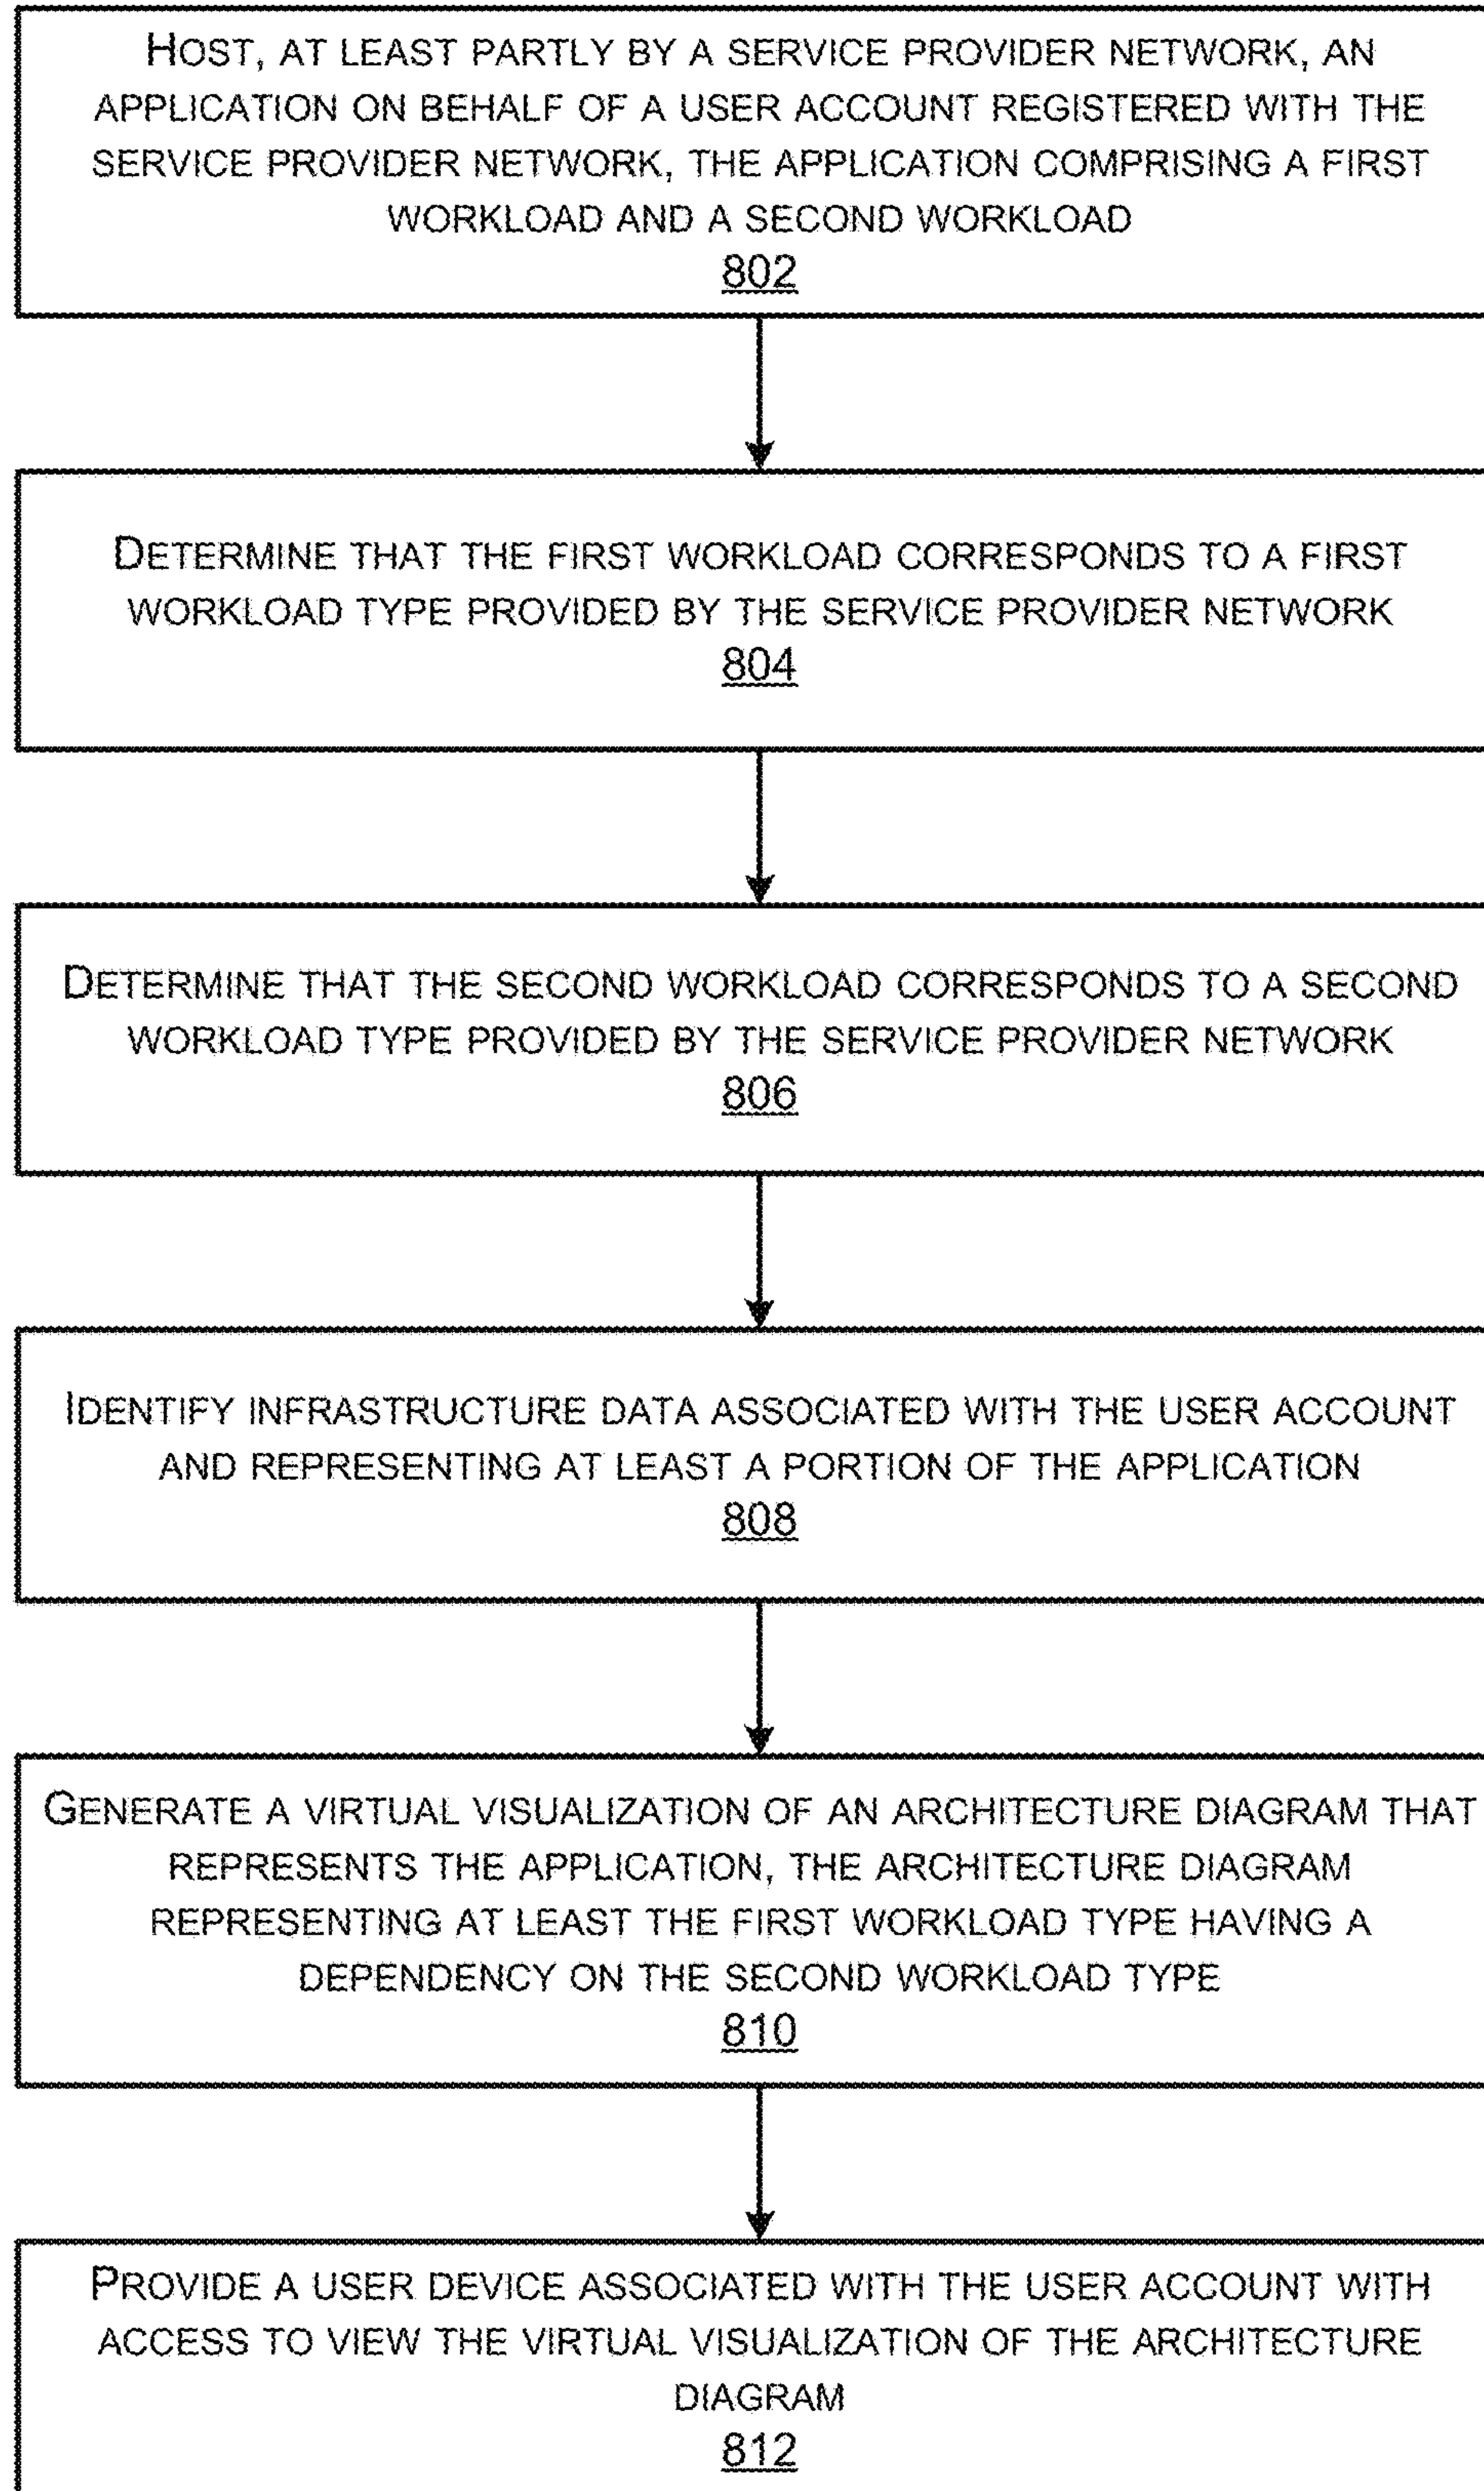 HOST, AT LEAST PARTLY BY A SERVICE PROVIDER NETWORK, AN
APPLICATION ON BEHALF OF A USER ACCOUNT REGISTERED WITH THE
SERVICE PROVIDER NETWORK, THE APPLICATION COMPRISING A FIRST
WORKLOAD AND A SECOND WORKLOAD
802
DETERMINE THAT THE FIRST WORKLOAD CORRESPONDS TO A FIRST
WORKLOAD TYPE PROVIDED BY THE SERVICE PROVIDER NETWORK
804
DETERMINE THAT THE SECOND WORKLOAD CORRESPONDS TO A SECOND
WORKLOAD TYPE PROVIDED BY THE SERVICE PROVIDER NETWORK
806
IDENTIFY INFRASTRUCTURE DATA ASSOCIATED WITH THE USER ACCOUNT
AND REPRESENTING AT LEAST A PORTION OF THE APPLICATION
808
GENERATE A VIRTUAL VISUALIZATION OF AN ARCHITECTURE DIAGRAM THAT
REPRESENTS THE APPLICATION, THE ARCHITECTURE DIAGRAM
REPRESENTING AT LEAST THE FIRST WORKLOAD TYPE HAVING A
DEPENDENCY ON THE SECOND WORKLOAD TYPE
810
PROVIDE A USER DEVICE ASSOCIATED WITH THE USER ACCOUNT WITH
ACCESS TO VIEW THE VIRTUAL VISUALIZATION OF THE ARCHITECTURE
DIAGRAM
812